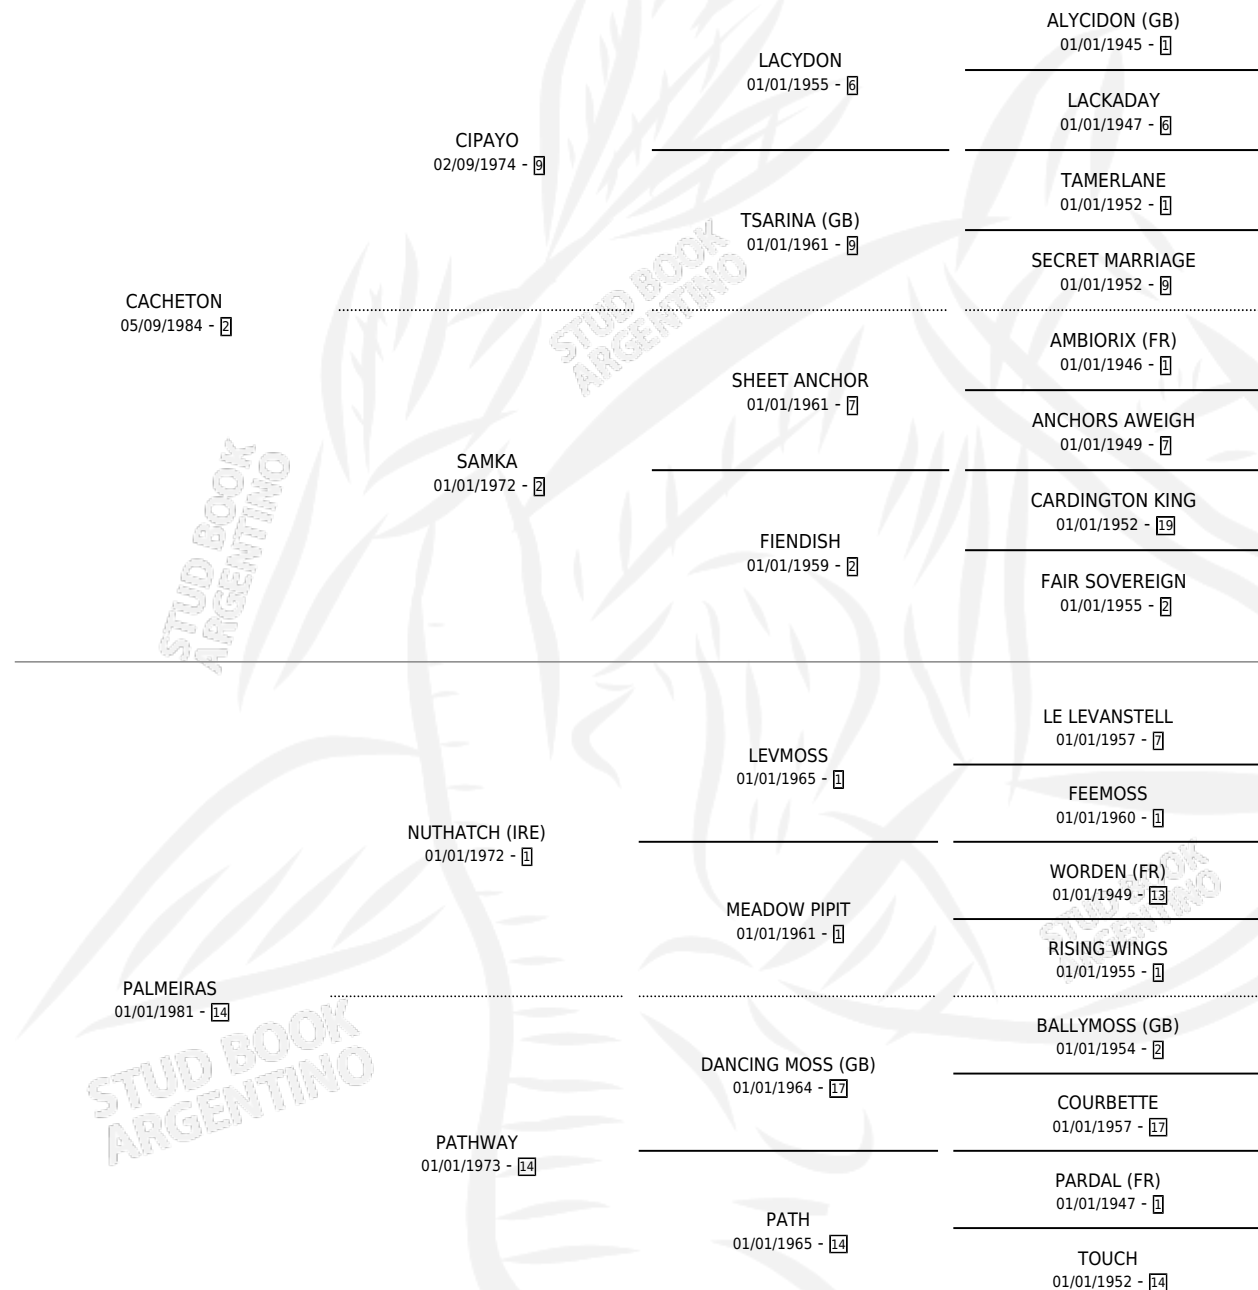 ALYCIDON (GB)
01/01/1945 - 1
LACYDON
01/01/1955 - 6
LACKADAY
01/01/1947 - 6
CIPAYO
02/09/1974 - 9
TAMERLANE
01/01/1952 - 1
TSARINA (GB)
01/01/1961 - 9
SECRET MARRIAGE
01/01/1952 - 9
CACHETON
05/09/1984 - 2
STUD BOOK
ARGENTINO
AMBIORIX (FR)
01/01/1946 - 1
SHEET ANCHOR
01/01/1961 - 7
ANCHORS AWEIGH
01/01/1949 - 7
SAMKA
01/01/1972 - 2
CARDINGTON KING
01/01/1952 - 19
FIENDISH
01/01/1959 - 2
FAIR SOVEREIGN
01/01/1955 - 2
STUD BOOK
ARGENTINO
LE LEVANSTELL
01/01/1957 - 7
LEVMOSS
01/01/1965 - 1
FEEMOSS
01/01/1960 - 1
NUTHATCH (IRE)
01/01/1972 - 1
WORDEN (FR)
01/01/1949 - 13
MEADOW PIPIT
01/01/1961 - 1
STUD BOOK
ARGENTINO
RISING WINGS
01/01/1955 - 1
PALMEIRAS
01/01/1981 - 14
BALLYMOSS (GB)
01/01/1954 - 2
DANCING MOSS (GB)
01/01/1964 - 17
STUD BOOK
ARGENTINO
COURBETTE
01/01/1957 - 17
PATHWAY
01/01/1973 - 14
PARDAL (FR)
01/01/1947 - 1
PATH
01/01/1965 - 14
TOUCH
01/01/1952 - 14